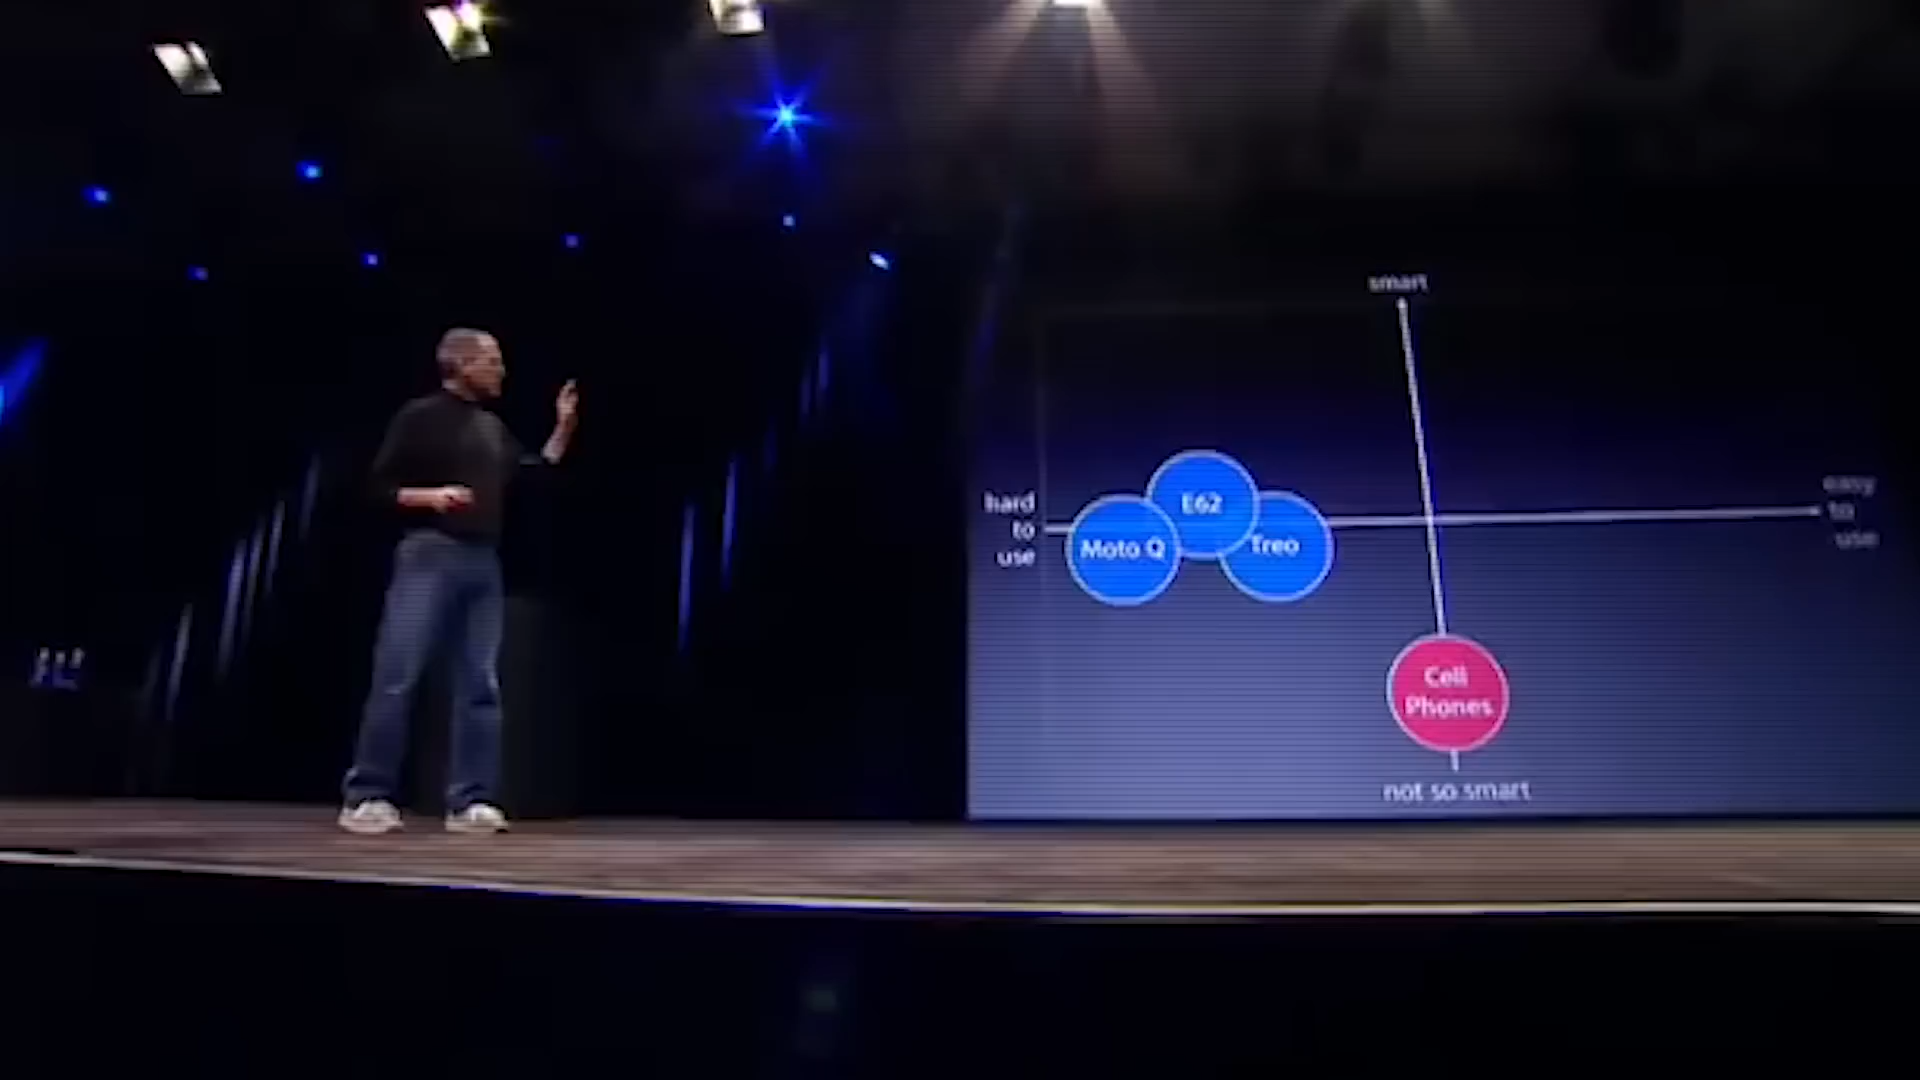 smart
hard
to
use
Moto Q
E62
Treo
easy
to
use
Cell
Phones
not so smart